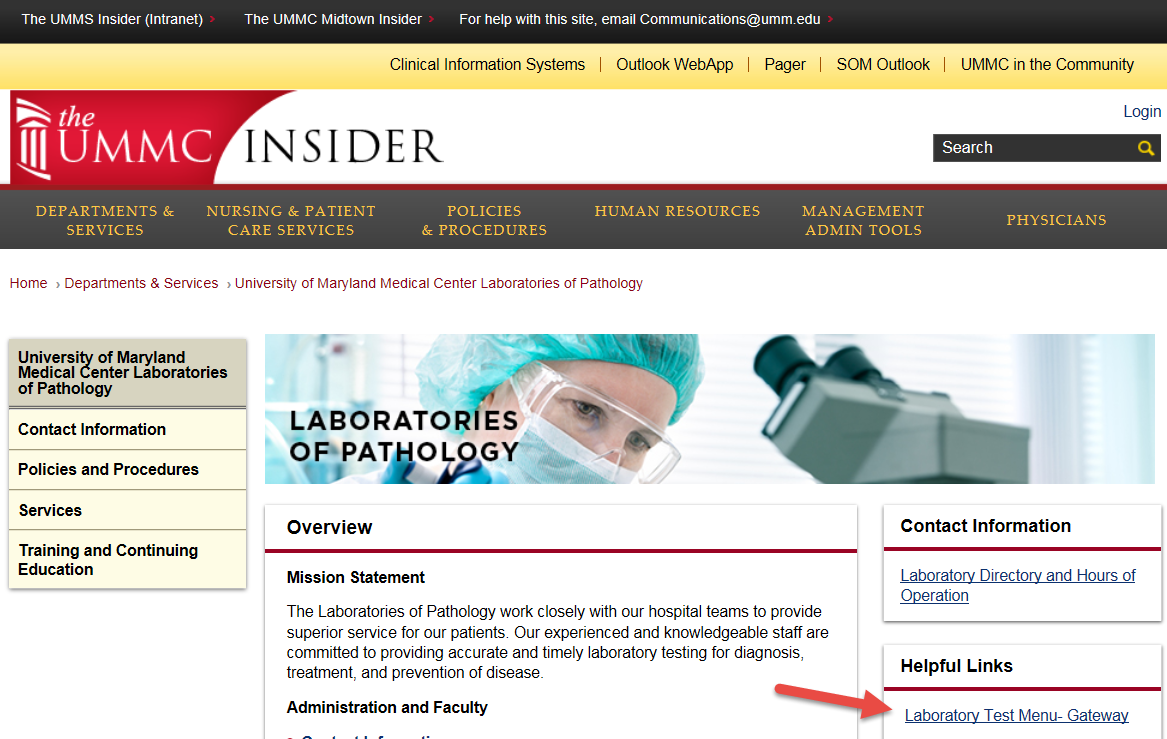 The UMMS Insider (Intranet) The UMMC Midtown Insider For help with this site, email Communications@umm.edu
Clinical Information Systems | Outlook WebApp | Pager | SOM Outlook | UMMC in the Community
the
UMMC INSIDER
Login
Search
DEPARTMENTS &
SERVICES
NURSING & PATIENT
CARE SERVICES
POLICIES
& PROCEDURES
HUMAN RESOURCES
MANAGEMENT
ADMIN TOOLS
PHYSICIANS
Home › Departments & Services › University of Maryland Medical Center Laboratories of Pathology
University of Maryland
Medical Center Laboratories
of Pathology
Contact Information
Policies and Procedures
Services
Training and Continuing
Education
LABORATORIES
OF PATHOLOGY
Overview
Mission Statement
The Laboratories of Pathology work closely with our hospital teams to provide
superior service for our patients. Our experienced and knowledgeable staff are
committed to providing accurate and timely laboratory testing for diagnosis,
treatment, and prevention of disease.
Administration and Faculty
Contact Information
Laboratory Directory and Hours of
Operation
Helpful Links
Laboratory Test Menu- Gateway